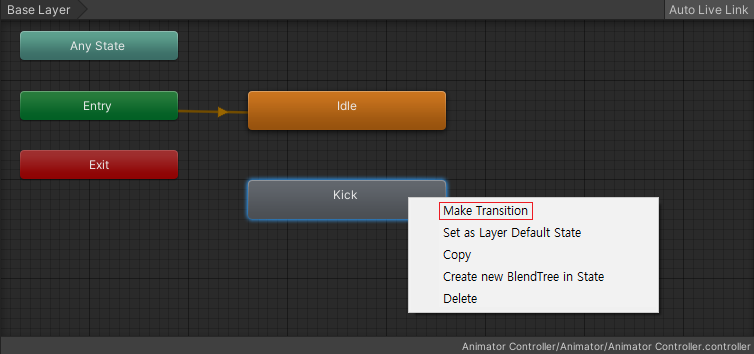 Base Layer
Auto Live Link
Any State
Entry
Idle
Exit
Kick
Make Transition
Set as Layer Default State
Copy
Create new BlendTree in State
Delete
Animator Controller/Animator/Animator Controller.controller